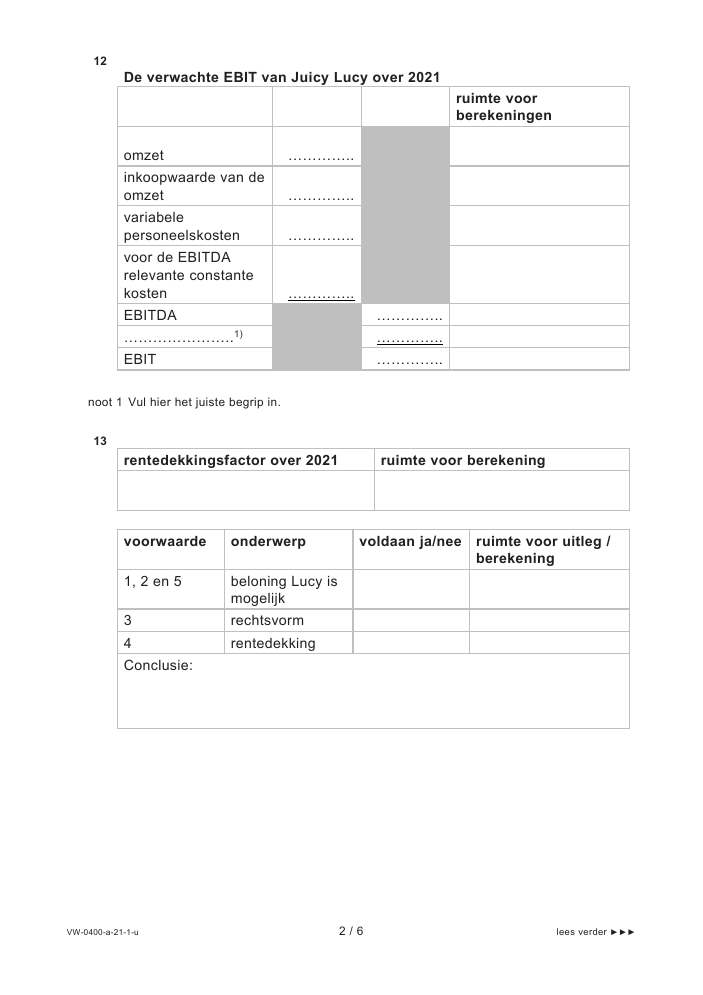 12
De verwachte EBIT van Juicy Lucy over 2021
ruimte voor
berekeningen
omzet …………..
inkoopwaarde van de
omzet …………..
variabele
personeelskosten …………..
voor de EBITDA
relevante constante
kosten …………..
EBITDA …………..
…………………..1) …………..
EBIT …………..
noot 1 Vul hier het juiste begrip in.
13
rentedekkingsfactor over 2021 ruimte voor berekening
voorwaarde onderwerp voldaan ja/nee ruimte voor uitleg /
berekening
1, 2 en 5 beloning Lucy is
mogelijk
3 rechtsvorm
4 rentedekking
Conclusie:
VW-0400-a-21-1-u 2 / 6 lees verder ►►►